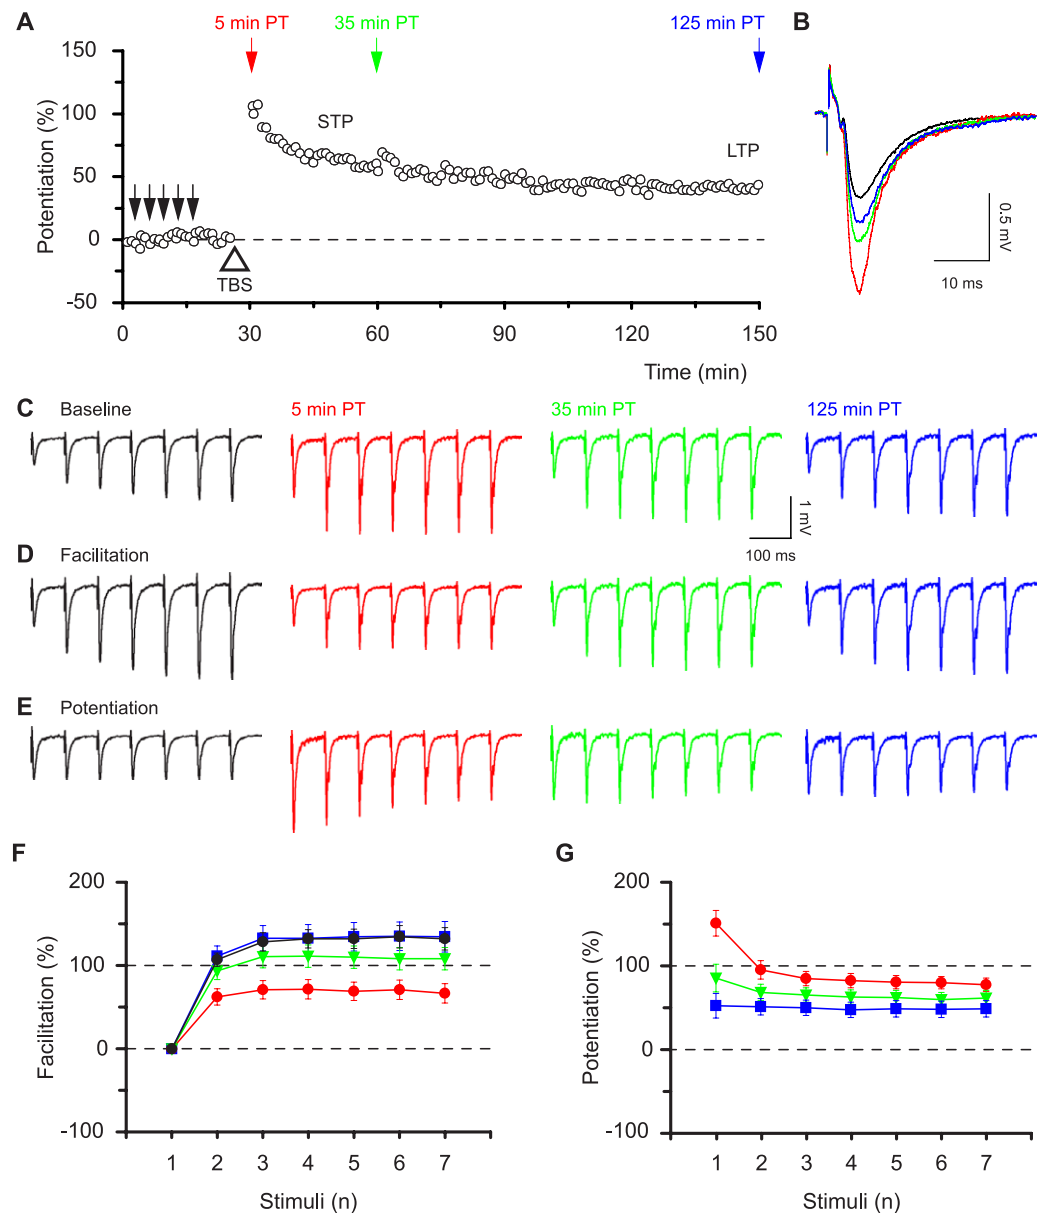 A
5 min PT
35 min PT
125 min PT
B
150
100
50
0
-50
Potentiation (%)
STP
LTP
TBS
0
30
60
90
120
150
Time (min)
0.5 mV
10 ms
C
Baseline
5 min PT
35 min PT
125 min PT
1 mV
100 ms
D
Facilitation
E
Potentiation
F
200
100
0
-100
Facilitation (%)
1
2
3
4
5
6
7
Stimuli (n)
G
200
100
0
-100
Potentiation (%)
1
2
3
4
5
6
7
Stimuli (n)